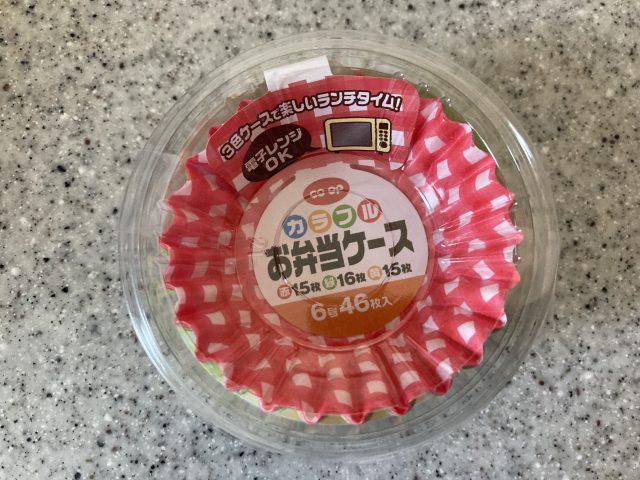 3色ケースで楽しいランチタイム!
電子レンジ
OK
CO・OP
カラフル
お弁当ケース
赤15枚 緑16枚 黄15枚
6号・46枚入